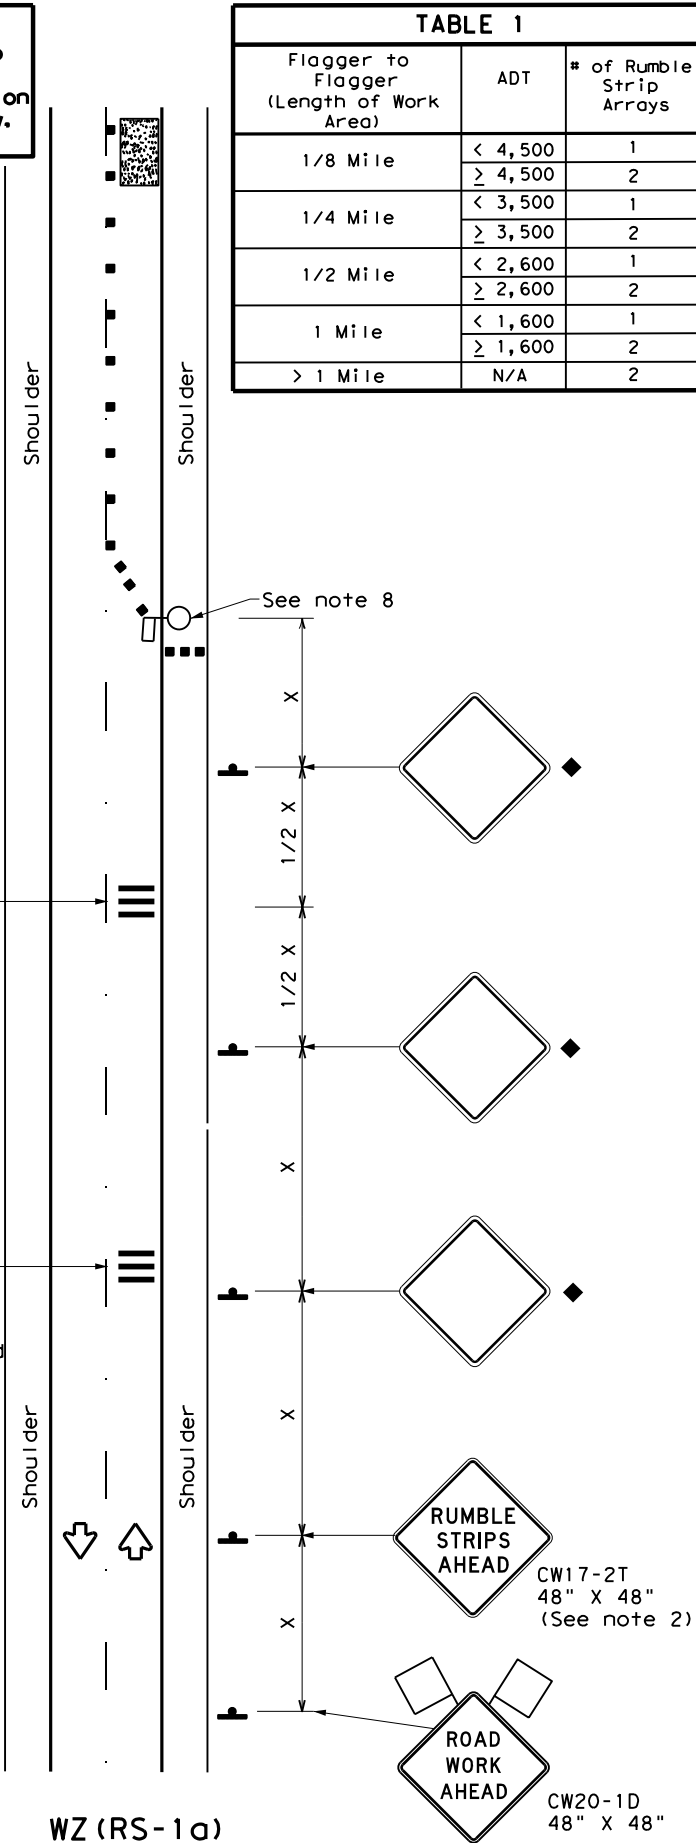 on
TABLE 1
Flagger to
Flagger
(Length of Work
Area)
ADT
# of Rumble
Strip
Arrays
1/8 Mile
< 4,500
1
≥ 4,500
2
1/4 Mile
< 3,500
1
≥ 3,500
2
1/2 Mile
< 2,600
1
≥ 2,600
2
1 Mile
< 1,600
1
≥ 1,600
2
> 1 Mile
N/A
2
Shoulder
Shoulder
See note 8
X
1/2 X
1/2 X
X
X
X
Shoulder
Shoulder
RUMBLE
STRIPS
AHEAD
CW17-2T
48" X 48"
(See note 2)
ROAD
WORK
AHEAD
CW20-1D
48" X 48"
WZ(RS-1a)